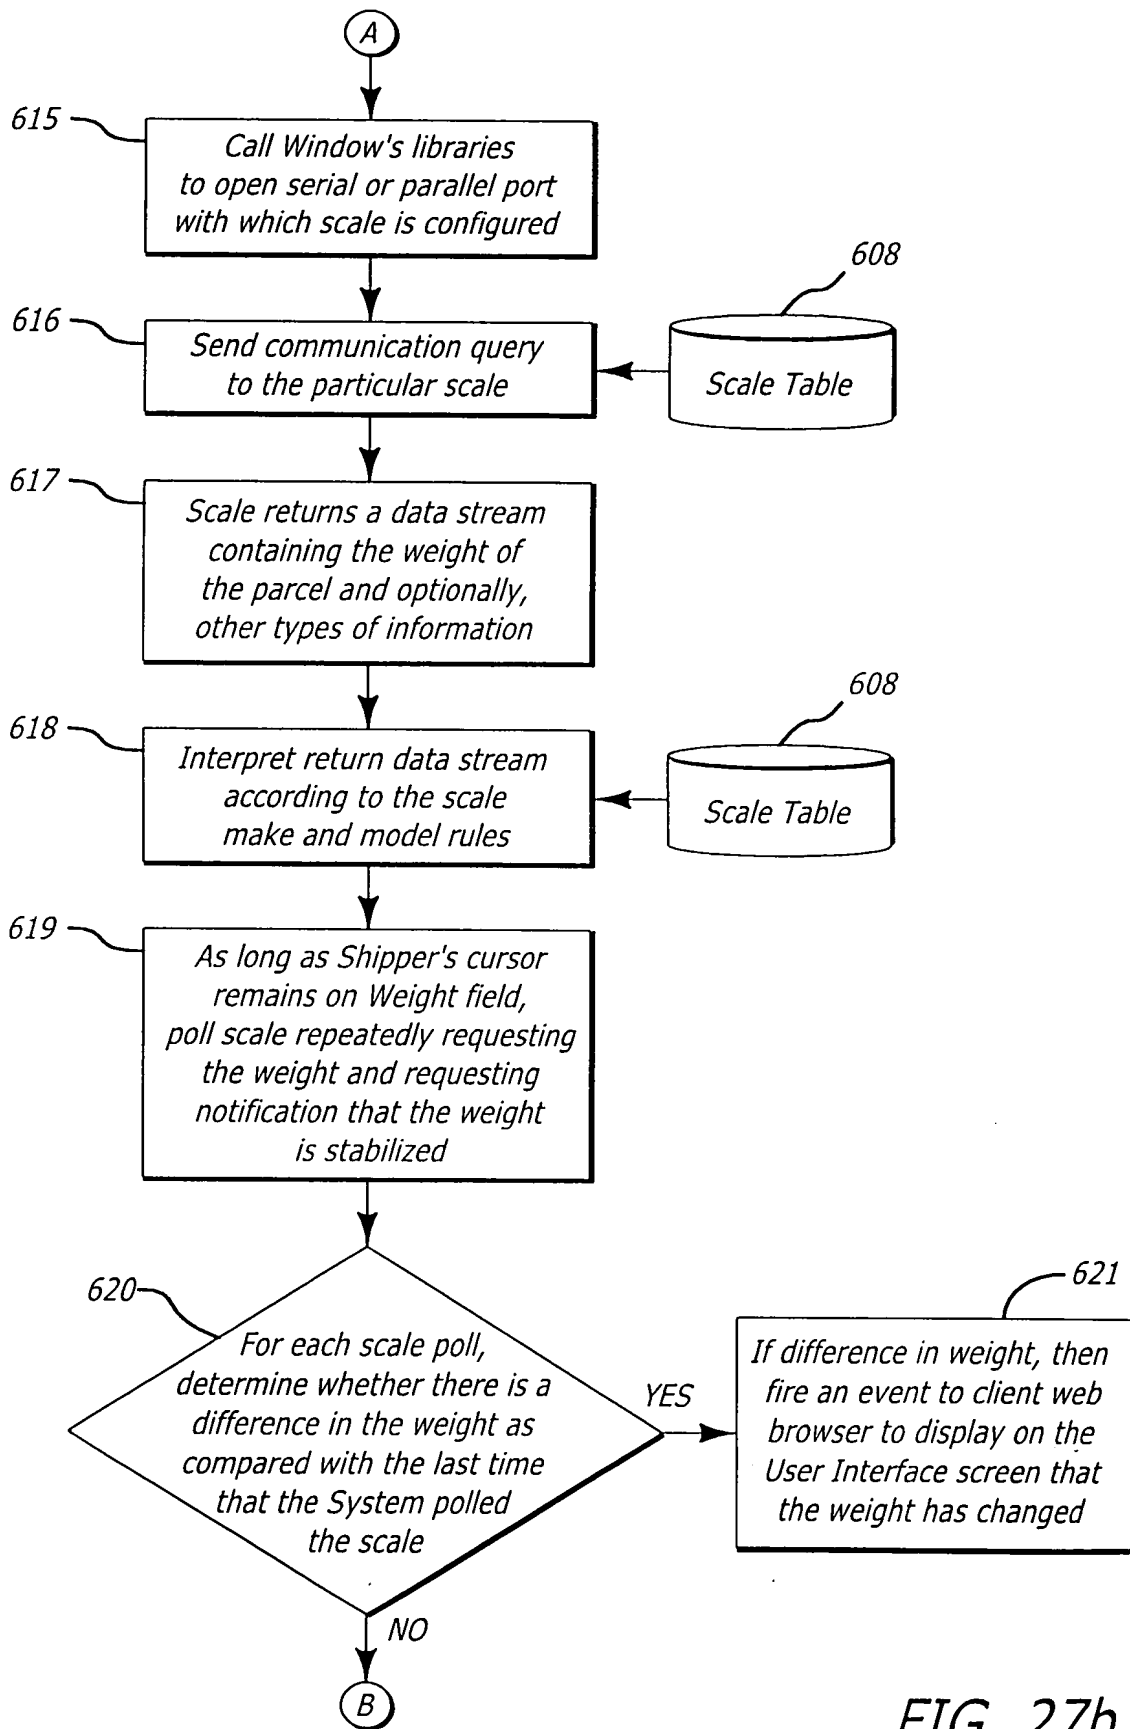 A
615
Call Window's libraries
to open serial or parallel port
with which scale is configured
608
616
Send communication query
to the particular scale
Scale Table
617
Scale returns a data stream
containing the weight of
the parcel and optionally,
other types of information
608
618
Interpret return data stream
according to the scale
make and model rules
Scale Table
619
As long as Shipper's cursor
remains on Weight field,
poll scale repeatedly requesting
the weight and requesting
notification that the weight
is stabilized
620
For each scale poll,
determine whether there is a
difference in the weight as
compared with the last time
that the System polled
the scale
YES
621
If difference in weight, then
fire an event to client web
browser to display on the
User Interface screen that
the weight has changed
NO
B
FIG. 27b